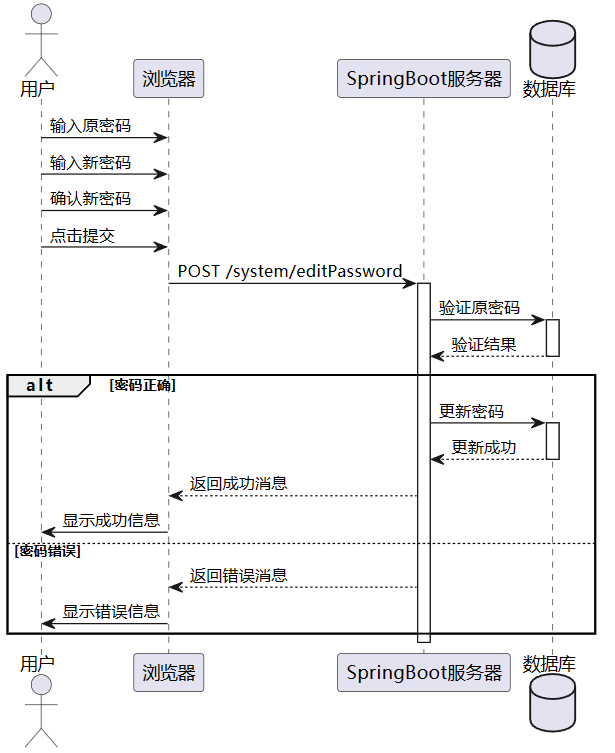 用户
浏览器
SpringBoot服务器
数据库
输入原密码
输入新密码
确认新密码
点击提交
POST /system/editPassword
验证原密码
验证结果
alt
[密码正确]
更新密码
更新成功
返回成功消息
显示成功信息
[密码错误]
返回错误消息
显示错误信息
用户
浏览器
SpringBoot服务器
数据库